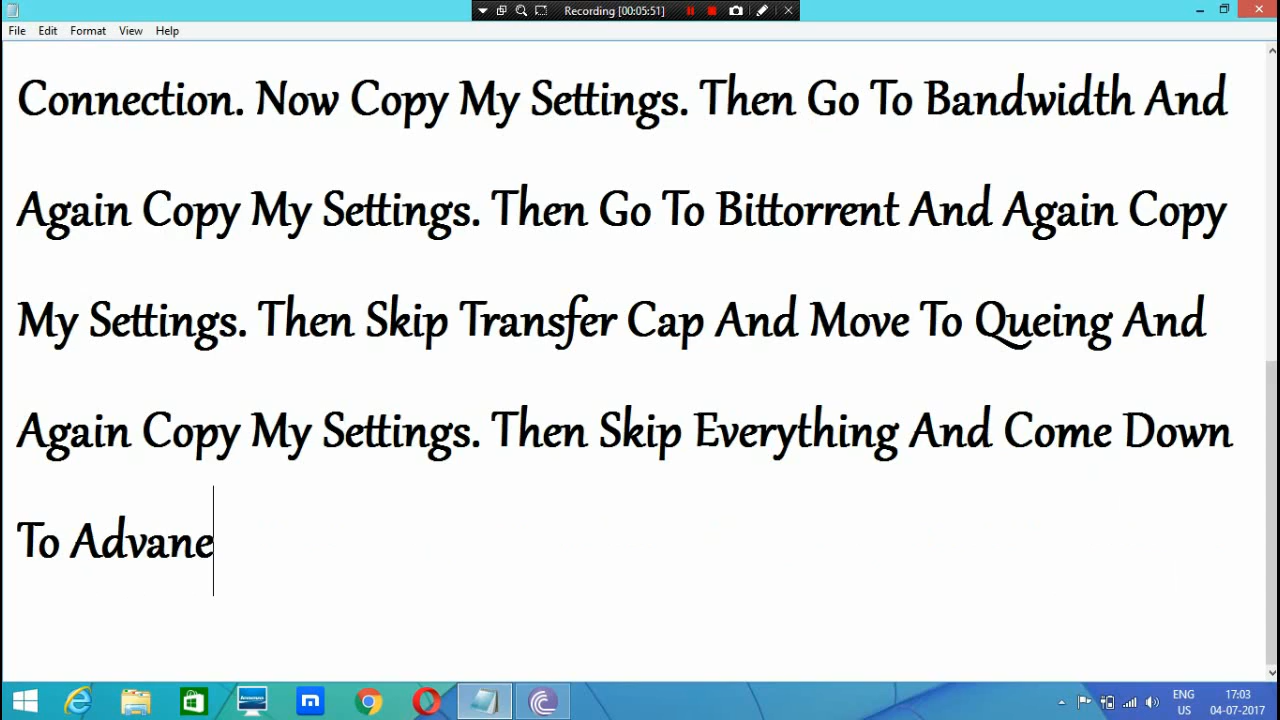 Recording [00:05:51]
File Edit Format View Help
Connection. Now Copy My Settings. Then Go To Bandwidth And
Again Copy My Settings. Then Go To Bittorrent And Again Copy
My Settings. Then Skip Transfer Cap And Move To Queing And
Again Copy My Settings. Then Skip Everything And Come Down
To Advane
ENG 17:03
US 04-07-2017